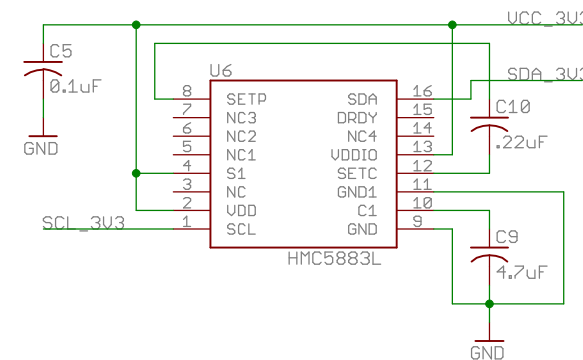 VCC_3V3
C5
0.1uF
GND
U6
SDA_3V3
8 SETP SDA 16
7 NC3 DRDY 15
6 NC2 NC4 14
5 NC1 VDDIO 13
4 S1 SETC 12
3 NC GND1 11
2 VDD C1 10
1 SCL GND 9
SCL_3V3
HMC5883L
C10
.22uF
C9
4.7uF
GND